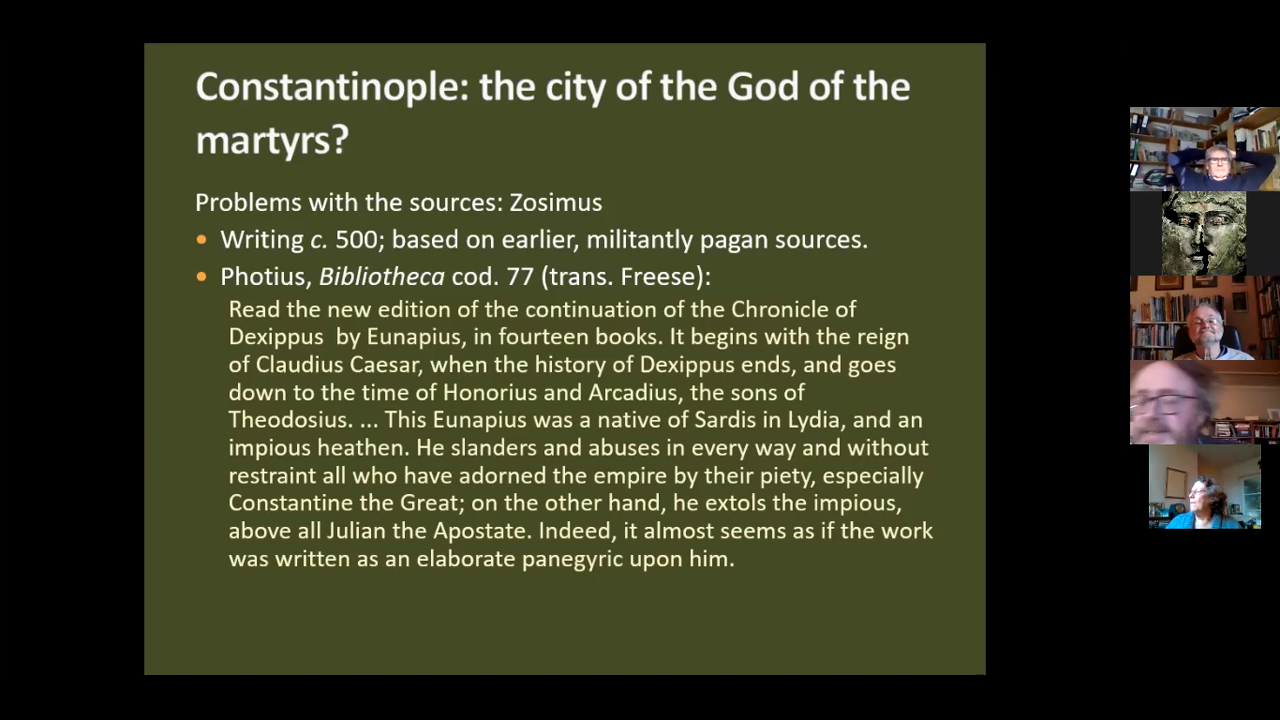 Constantinople: the city of the God of the
martyrs?
Problems with the sources: Zosimus
• Writing c. 500; based on earlier, militantly pagan sources.
• Photius, Bibliotheca cod. 77 (trans. Freese):
Read the new edition of the continuation of the Chronicle of
Dexippus by Eunapius, in fourteen books. It begins with the reign
of Claudius Caesar, when the history of Dexippus ends, and goes
down to the time of Honorius and Arcadius, the sons of
Theodosius. ... This Eunapius was a native of Sardis in Lydia, and an
impious heathen. He slanders and abuses in every way and without
restraint all who have adorned the empire by their piety, especially
Constantine the Great; on the other hand, he extols the impious,
above all Julian the Apostate. Indeed, it almost seems as if the work
was written as an elaborate panegyric upon him.